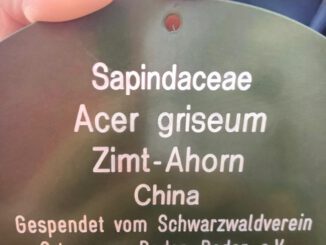 Sapindaceae
Acer griseum
Zimt-Ahorn
China
Gespendet vom Schwarzwaldverein